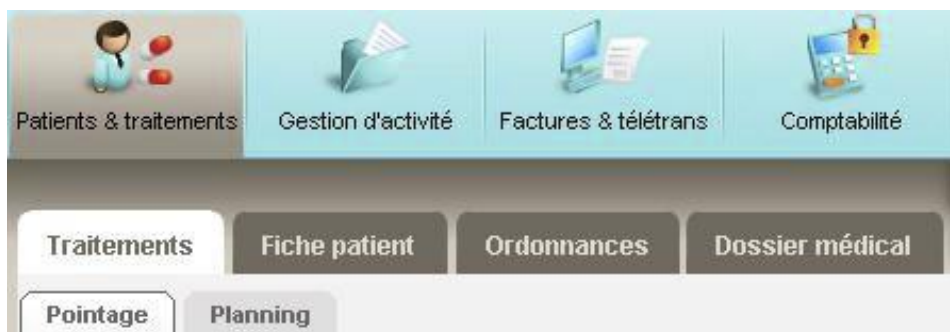 Patients & traitements Gestion d'activité Factures & télétrans Comptabilité
Traitements Fiche patient Ordonnances Dossier médical
Pointage Planning